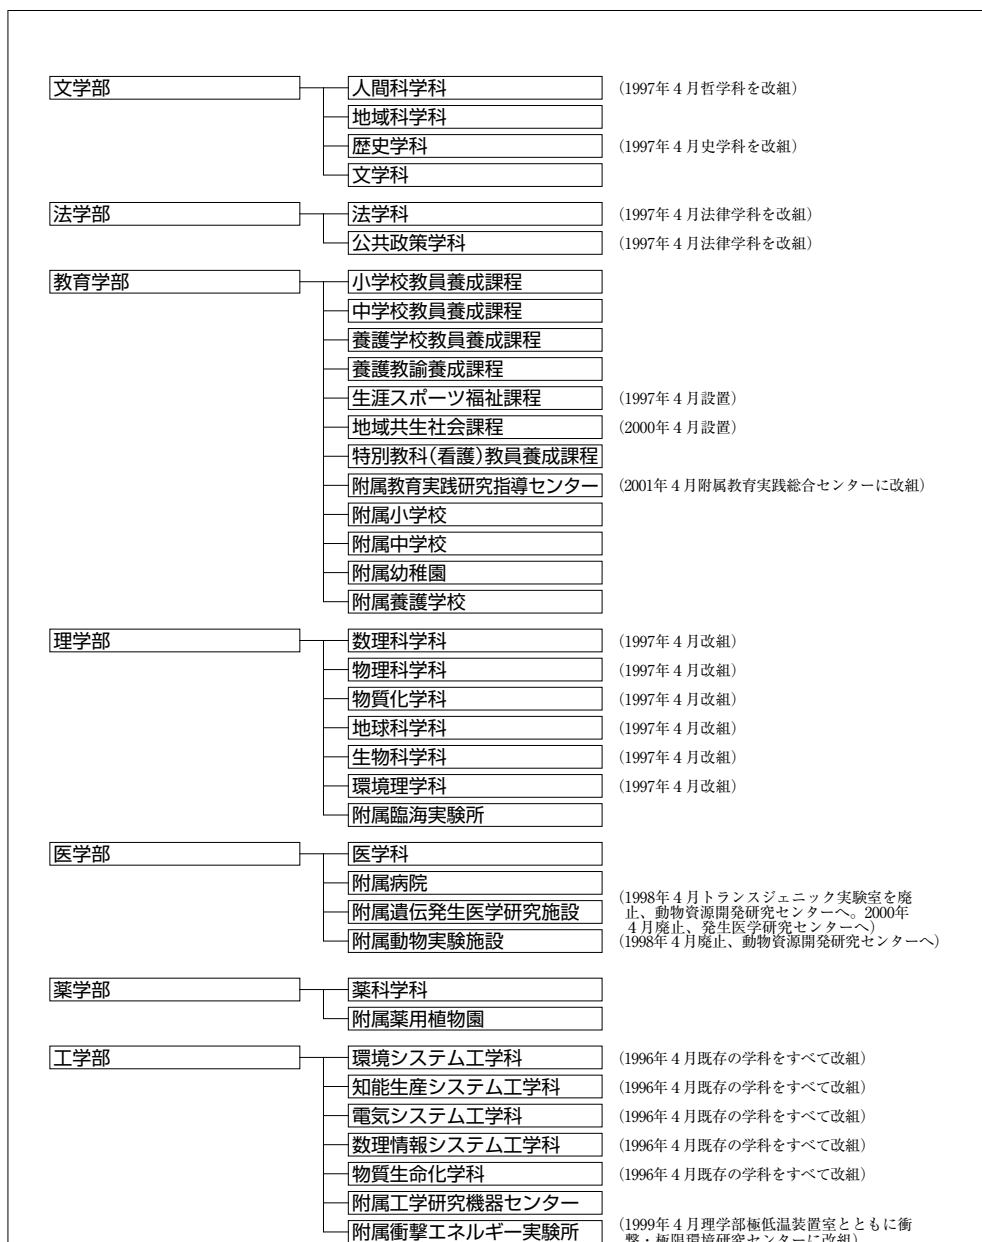 文学部 人間科学科 (1997年4月哲学科を改組)
地域科学科
歴史学科 (1997年4月史学科を改組)
文学科
法学部 法学科 (1997年4月法律学科を改組)
公共政策学科 (1997年4月法律学科を改組)
教育学部 小学校教員養成課程
中学校教員養成課程
養護学校教員養成課程
養護教諭養成課程
生涯スポーツ福祉課程 (1997年4月設置)
地域共生社会課程 (2000年4月設置)
特別教科(看護)教員養成課程
附属教育実践研究指導センター (2001年4月附属教育実践総合センターに改組)
附属小学校
附属中学校
附属幼稚園
附属養護学校
理学部 数理科学科 (1997年4月改組)
物理科学科 (1997年4月改組)
物質化学科 (1997年4月改組)
地球科学科 (1997年4月改組)
生物科学科 (1997年4月改組)
環境理学科 (1997年4月改組)
附属臨海実験所
医学部 医学科
附属病院
附属遺伝発生医学研究施設 (1998年4月トランスジェニック実験室を廃
止、動物資源開発研究センターへ。2000年
4月廃止、発生医学研究センターへ)
附属動物実験施設 (1998年4月廃止、動物資源開発研究センターへ)
薬学部 薬科学科
附属薬用植物園
工学部 環境システム工学科 (1996年4月既存の学科をすべて改組)
知能生産システム工学科 (1996年4月既存の学科をすべて改組)
電気システム工学科 (1996年4月既存の学科をすべて改組)
数理情報システム工学科 (1996年4月既存の学科をすべて改組)
物質生命化学科 (1996年4月既存の学科をすべて改組)
附属工学研究機器センター
附属衝撃エネルギー実験所 (1999年4月理学部極低温装置室とともに衝
撃・極限環境研究センターに改組)